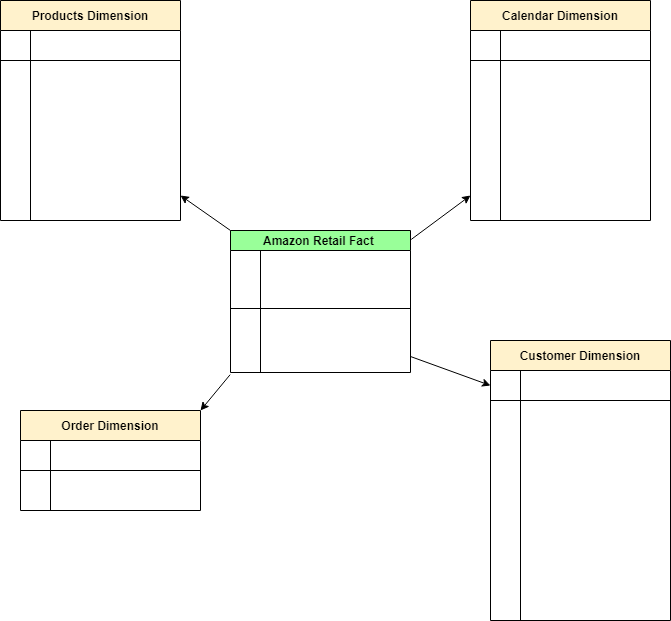 Products Dimension
Calendar Dimension
Amazon Retail Fact
Customer Dimension
Order Dimension